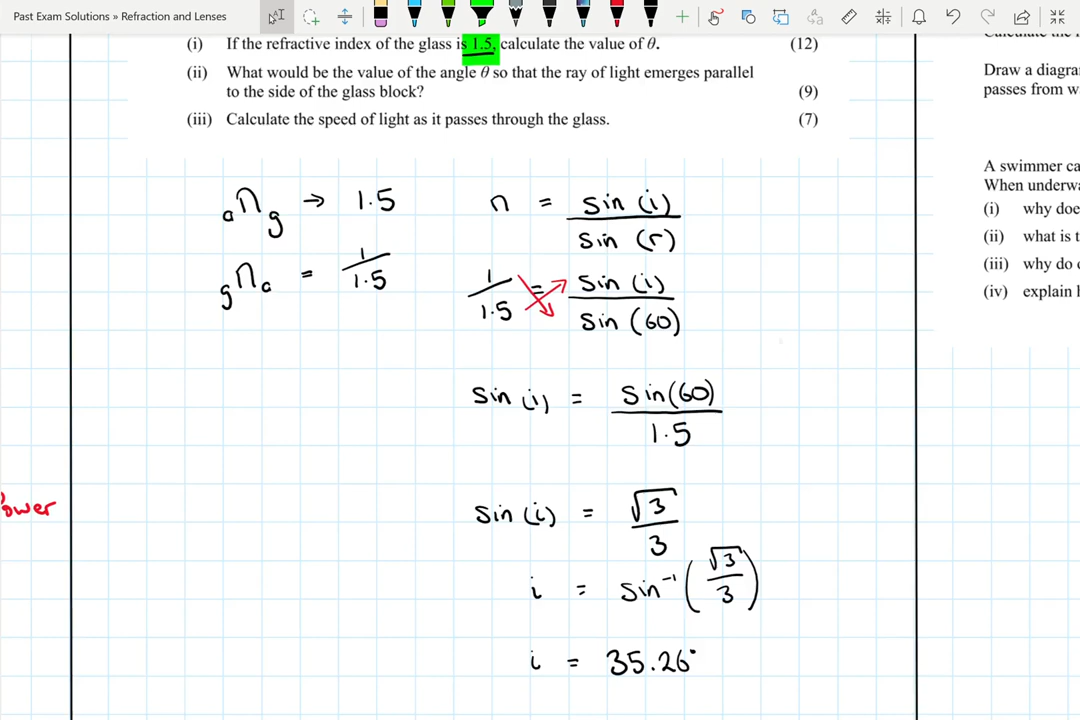 Past Exam Solutions » Refraction and Lenses
(i) If the refractive index of the glass is 1.5, calculate the value of θ. (12)
(ii) What would be the value of the angle θ so that the ray of light emerges parallel
to the side of the glass block? (9)
(iii) Calculate the speed of light as it passes through the glass. (7)
ₐng → 1.5
gnₐ = 1/1.5
n = sin (i) / sin (r)
1/1.5 = sin (i) / sin (60)
sin (i) = sin(60) / 1.5
sin (i) = √3 / 3
i = sin⁻¹ (√3 / 3)
i = 35.26°
ower
Draw a diagra
passes from w
A swimmer ca
When underwa
(i) why doe
(ii) what is t
(iii) why do
(iv) explain